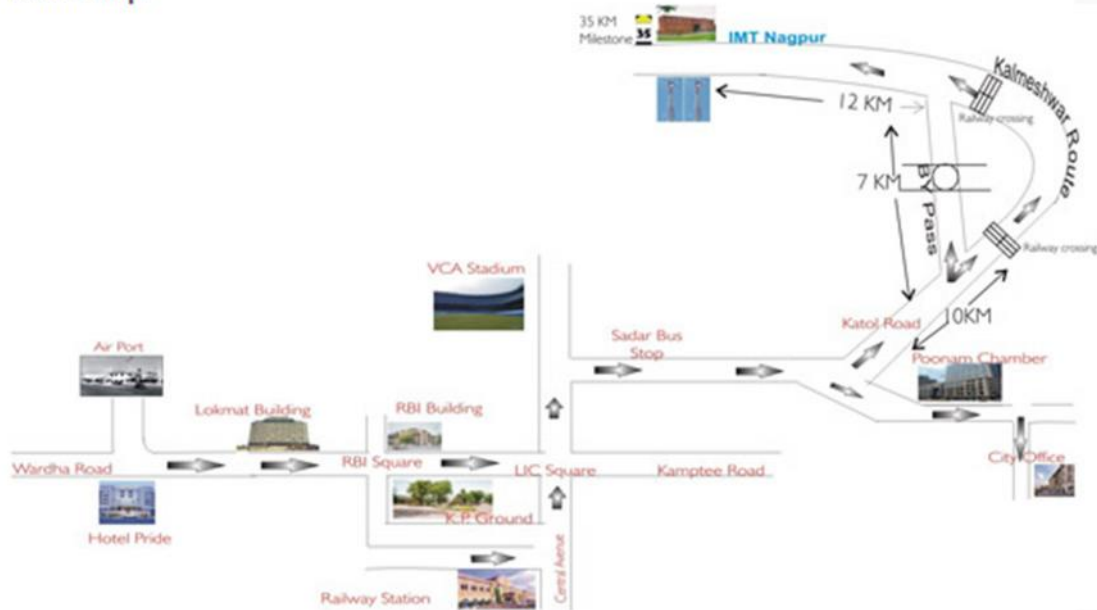 35 KM
Milestone
35
IMT Nagpur
Kalmeshwar Route
12 KM
Railway crossing
7 KM
BY Pass
Railway crossing
VCA Stadium
10KM
Katol Road
Sadar Bus
Stop
Poonam Chamber
Air Port
Lokmat Building
RBI Building
Wardha Road
RBI Square
LIC Square
Kamptee Road
City Office
K.P. Ground
Hotel Pride
Central Avenue
Railway Station